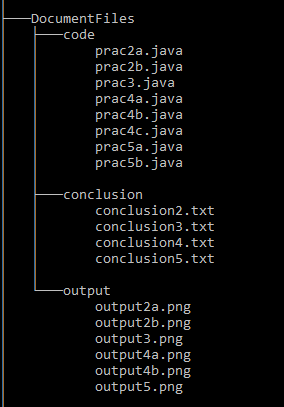 DocumentFiles
code
prac2a.java
prac2b.java
prac3.java
prac4a.java
prac4b.java
prac4c.java
prac5a.java
prac5b.java
conclusion
conclusion2.txt
conclusion3.txt
conclusion4.txt
conclusion5.txt
output
output2a.png
output2b.png
output3.png
output4a.png
output4b.png
output5.png